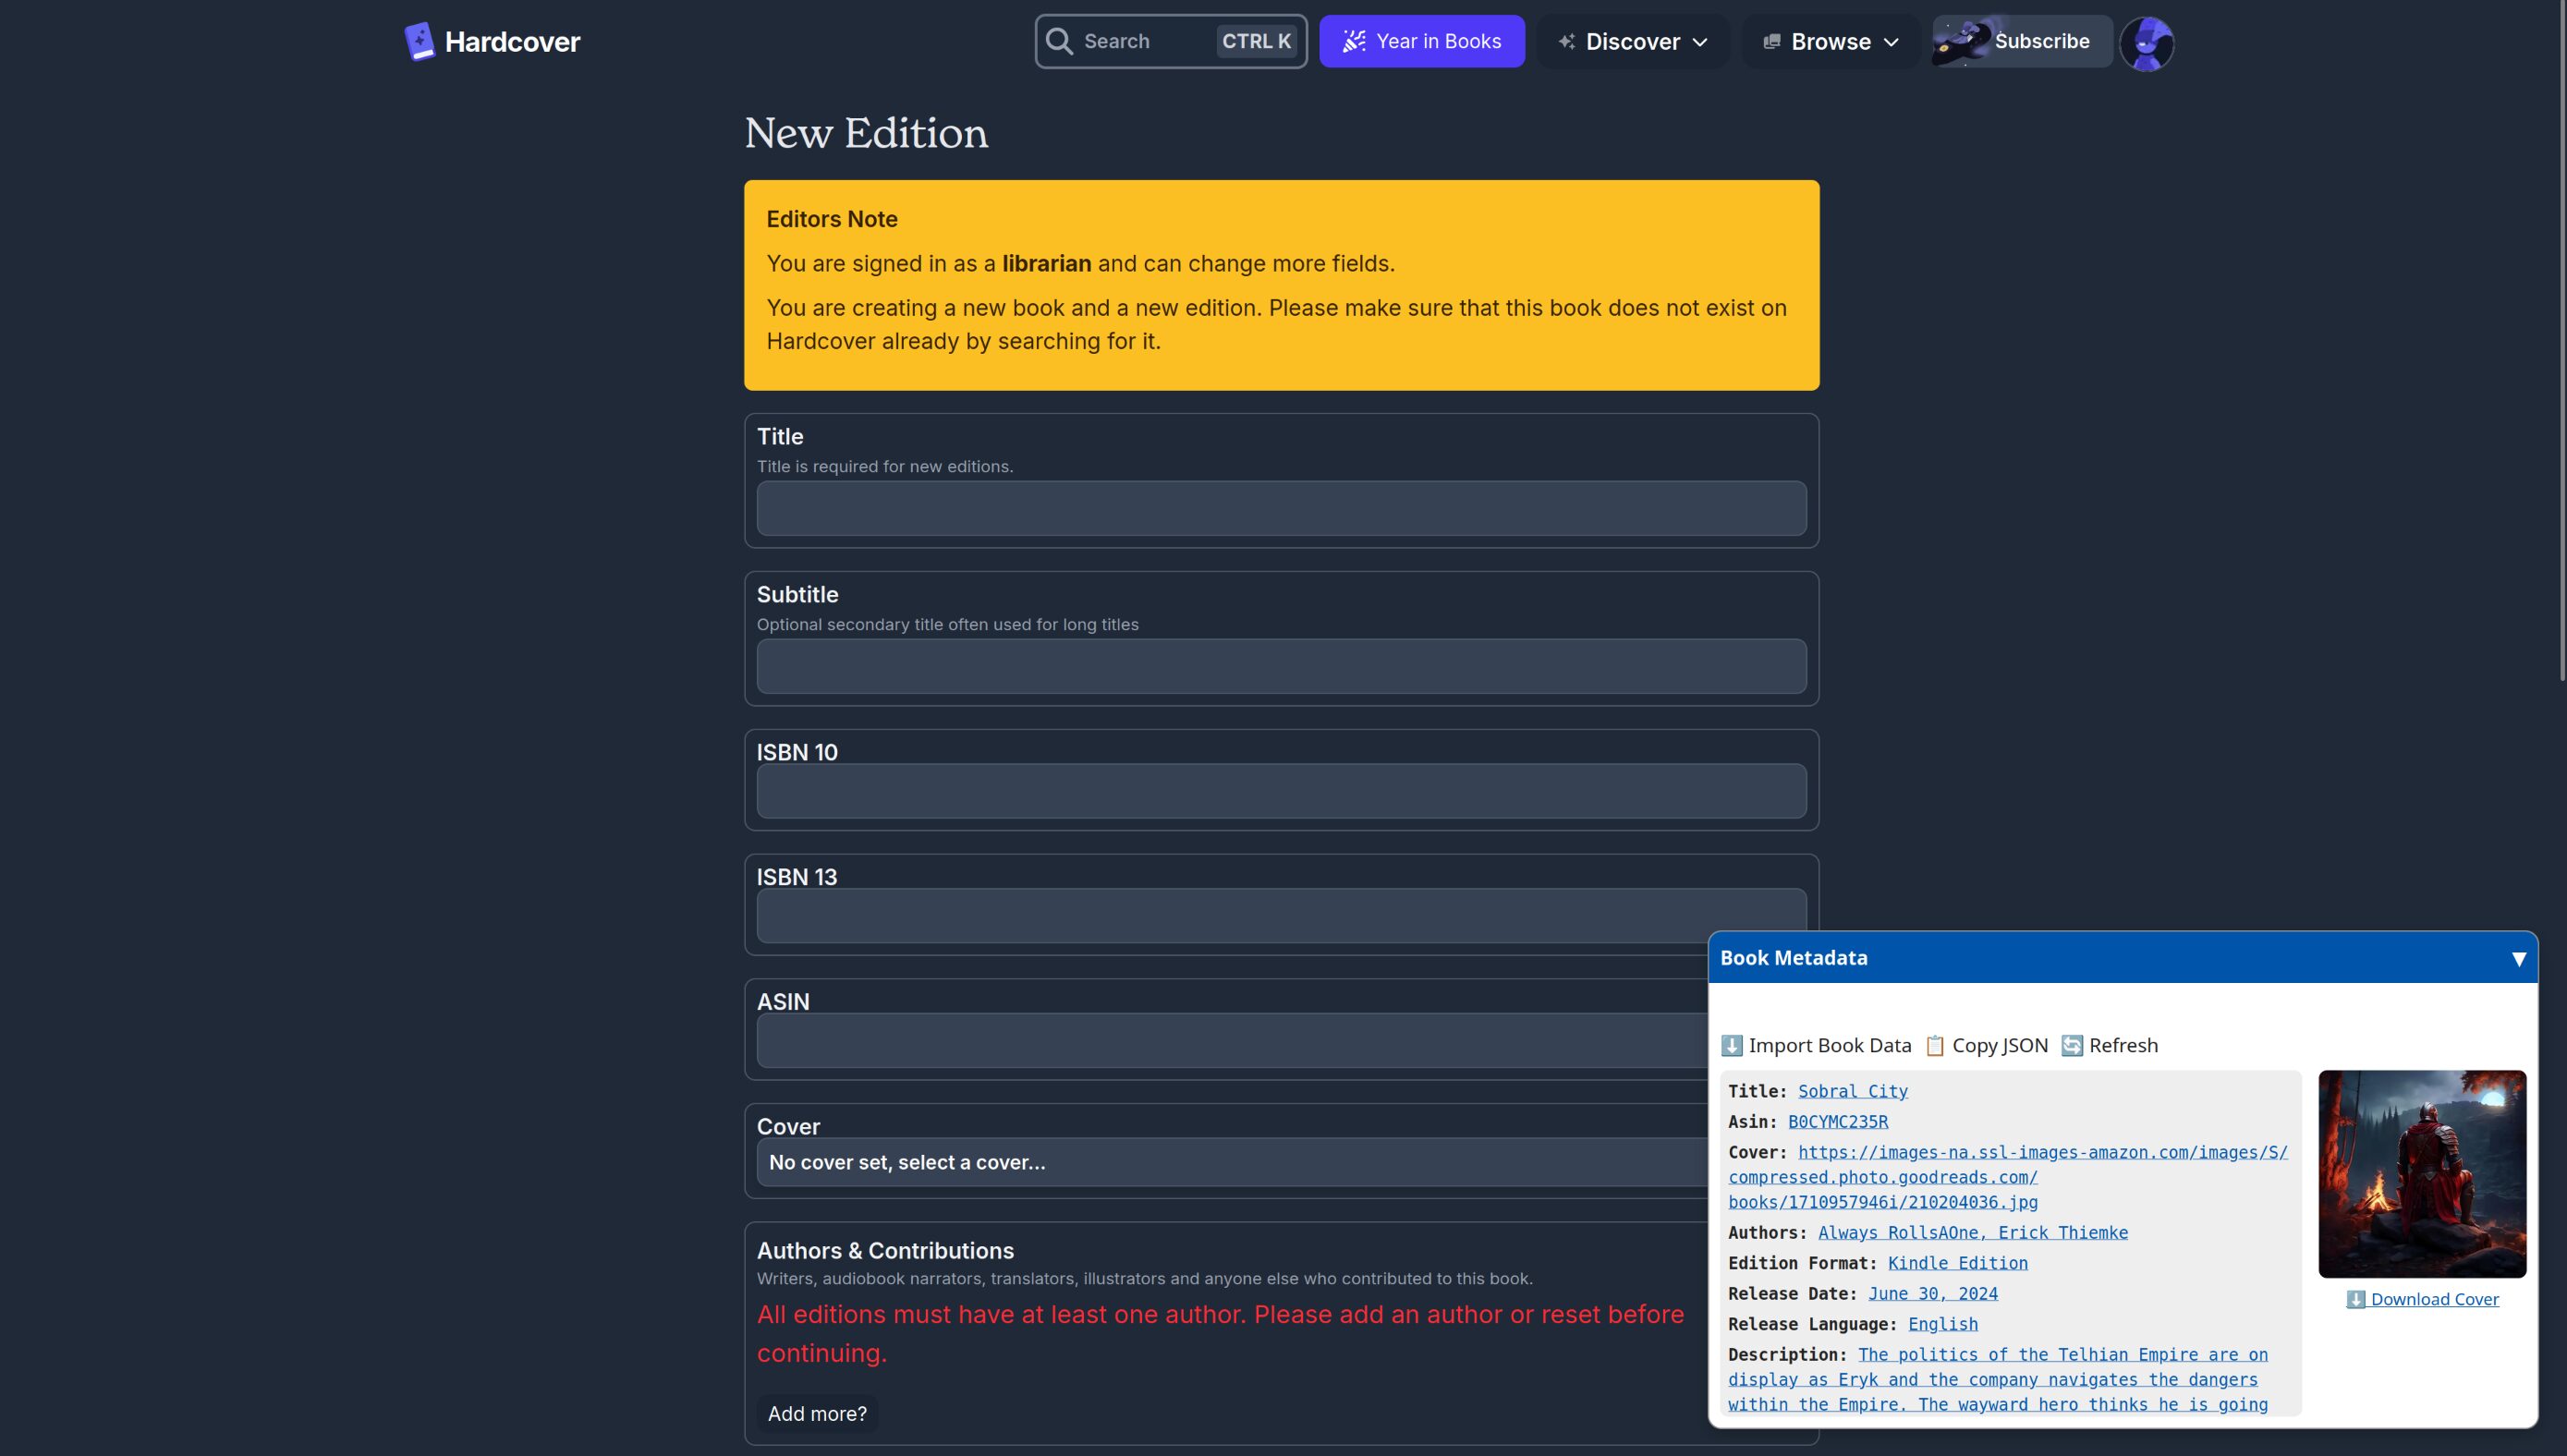 Hardcover
Search CTRL K Year in Books Discover Browse Subscribe
New Edition
Editors Note
You are signed in as a librarian and can change more fields.
You are creating a new book and a new edition. Please make sure that this book does not exist on
Hardcover already by searching for it.
Title
Title is required for new editions.
Subtitle
Optional secondary title often used for long titles
ISBN 10
ISBN 13
ASIN
Cover
No cover set, select a cover...
Authors & Contributions
Writers, audiobook narrators, translators, illustrators and anyone else who contributed to this book.
All editions must have at least one author. Please add an author or reset before
continuing.
Add more?
Book Metadata ▼
⬇️ Import Book Data 📋 Copy JSON 🔄 Refresh
Title: Sobral City
Asin: B0CYMC235R
Cover: https://images-na.ssl-images-amazon.com/images/S/
compressed.photo.goodreads.com/
books/1710957946i/210204036.jpg
Authors: Always RollsAOne, Erick Thiemke
Edition Format: Kindle Edition
Release Date: June 30, 2024
Release Language: English
Description: The politics of the Telhian Empire are on
display as Eryk and the company navigates the dangers
within the Empire. The wayward hero thinks he is going
⬇️ Download Cover